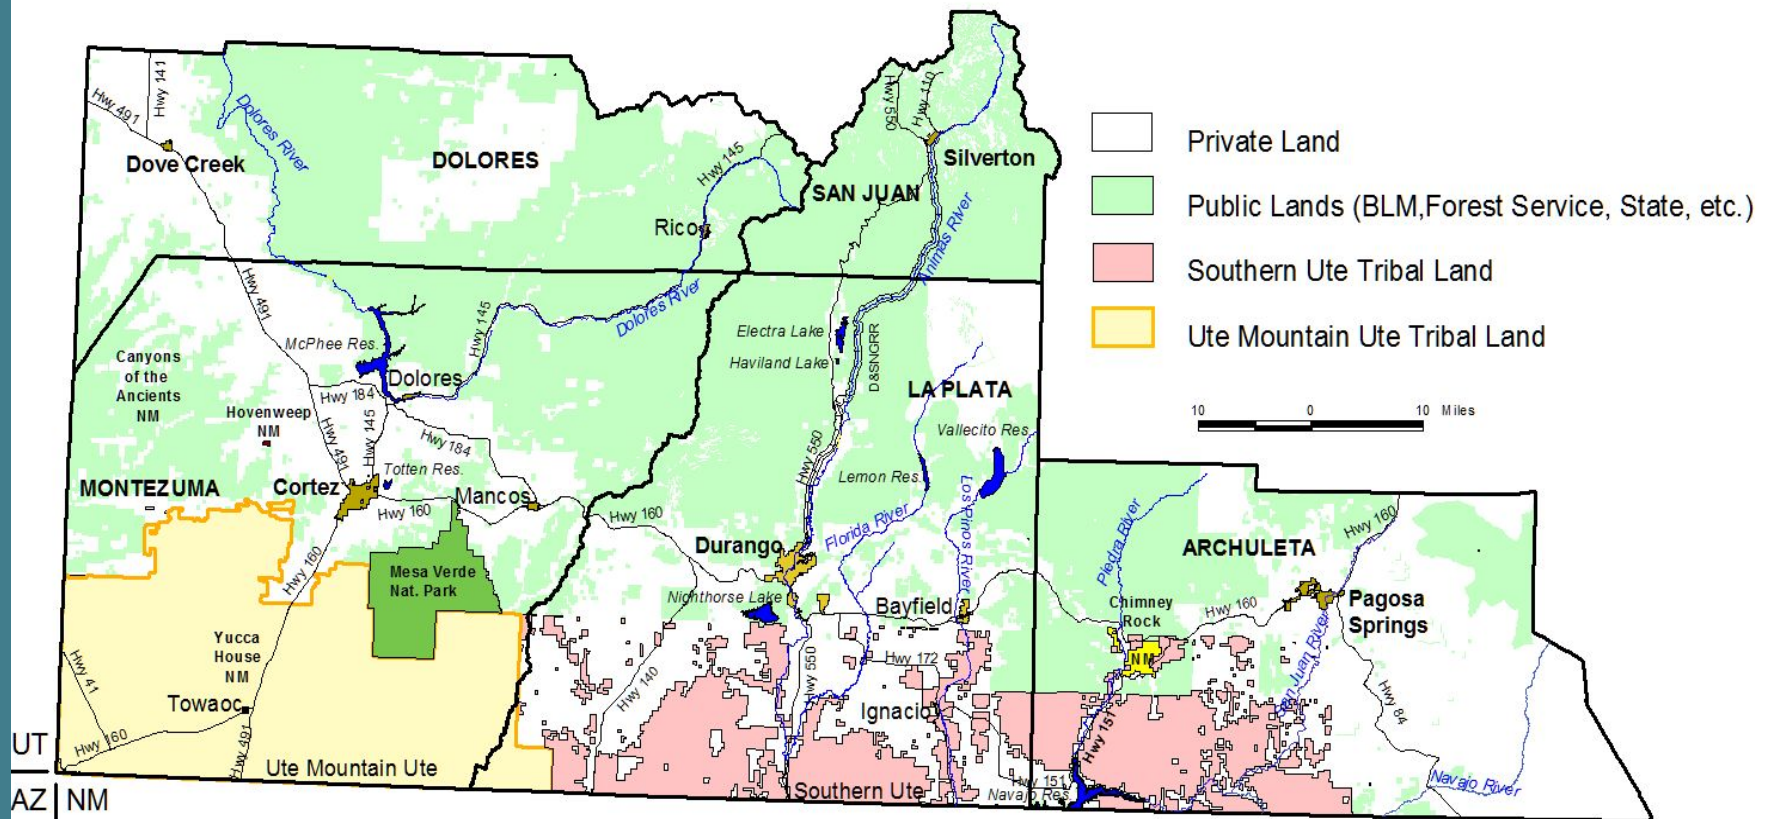 Hwy 141
Hwy 491
Dolores River
Dove Creek
DOLORES
Hwy 145
Rico
Hwy 550
Hwy 110
Silverton
SAN JUAN
Animas River
Private Land
Public Lands (BLM,Forest Service, State, etc.)
Southern Ute Tribal Land
Ute Mountain Ute Tribal Land
10 0 10 Miles
Hwy 491
McPhee Res.
Hwy 145
Dolores River
Electra Lake
Haviland Lake
D&SNGRR
LA PLATA
Canyons
of the
Ancients
NM
Dolores
Hwy 184
Hovenweep
NM
Hwy 491
Hwy 145
Hwy 184
Totten Res.
Vallecito Res.
Hwy 550
Lemon Res.
Los Pinos River
MONTEZUMA
Cortez
Mancos
Hwy 160
Hwy 160
Durango
Florida River
Piedra River
ARCHULETA
Hwy 160
Hwy 160
Mesa Verde
Nat. Park
Nighthorse Lake
Bayfield
Chimney
Rock
NM
Hwy 160
Pagosa
Springs
Yucca
House
NM
Hwy 41
Towaoc
Hwy 160
Hwy 491
Hwy 140
Hwy 550
Hwy 172
Ignacio
Hwy 151
San Juan River
Hwy 84
UT
AZ
NM
Ute Mountain Ute
Southern Ute
Hwy 151
Navajo Res.
Navajo River